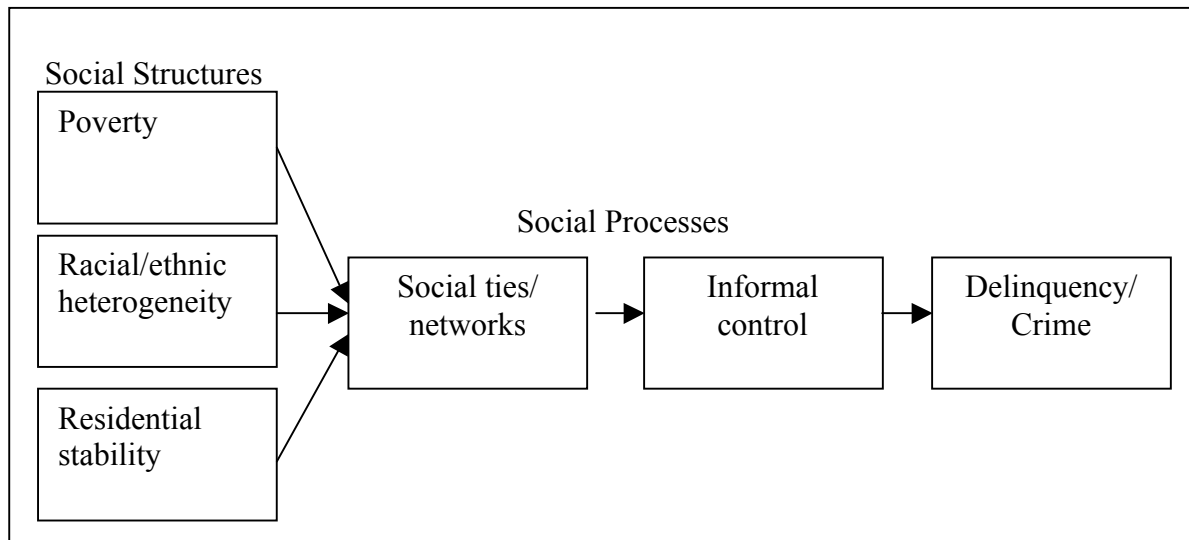 Social Structures
Poverty
Racial/ethnic
heterogeneity
Residential
stability
Social Processes
Social ties/
networks
Informal
control
Delinquency/
Crime